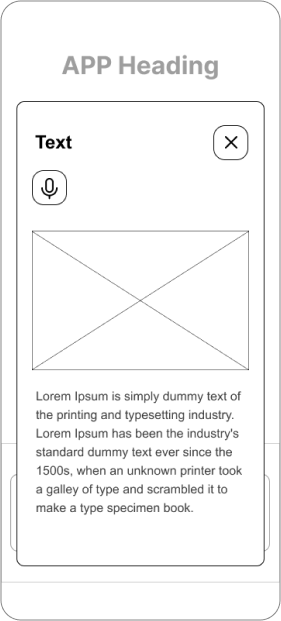 APP Heading
Text
Lorem Ipsum is simply dummy text of
the printing and typesetting industry.
Lorem Ipsum has been the industry's
standard dummy text ever since the
1500s, when an unknown printer took
a galley of type and scrambled it to
make a type specimen book.